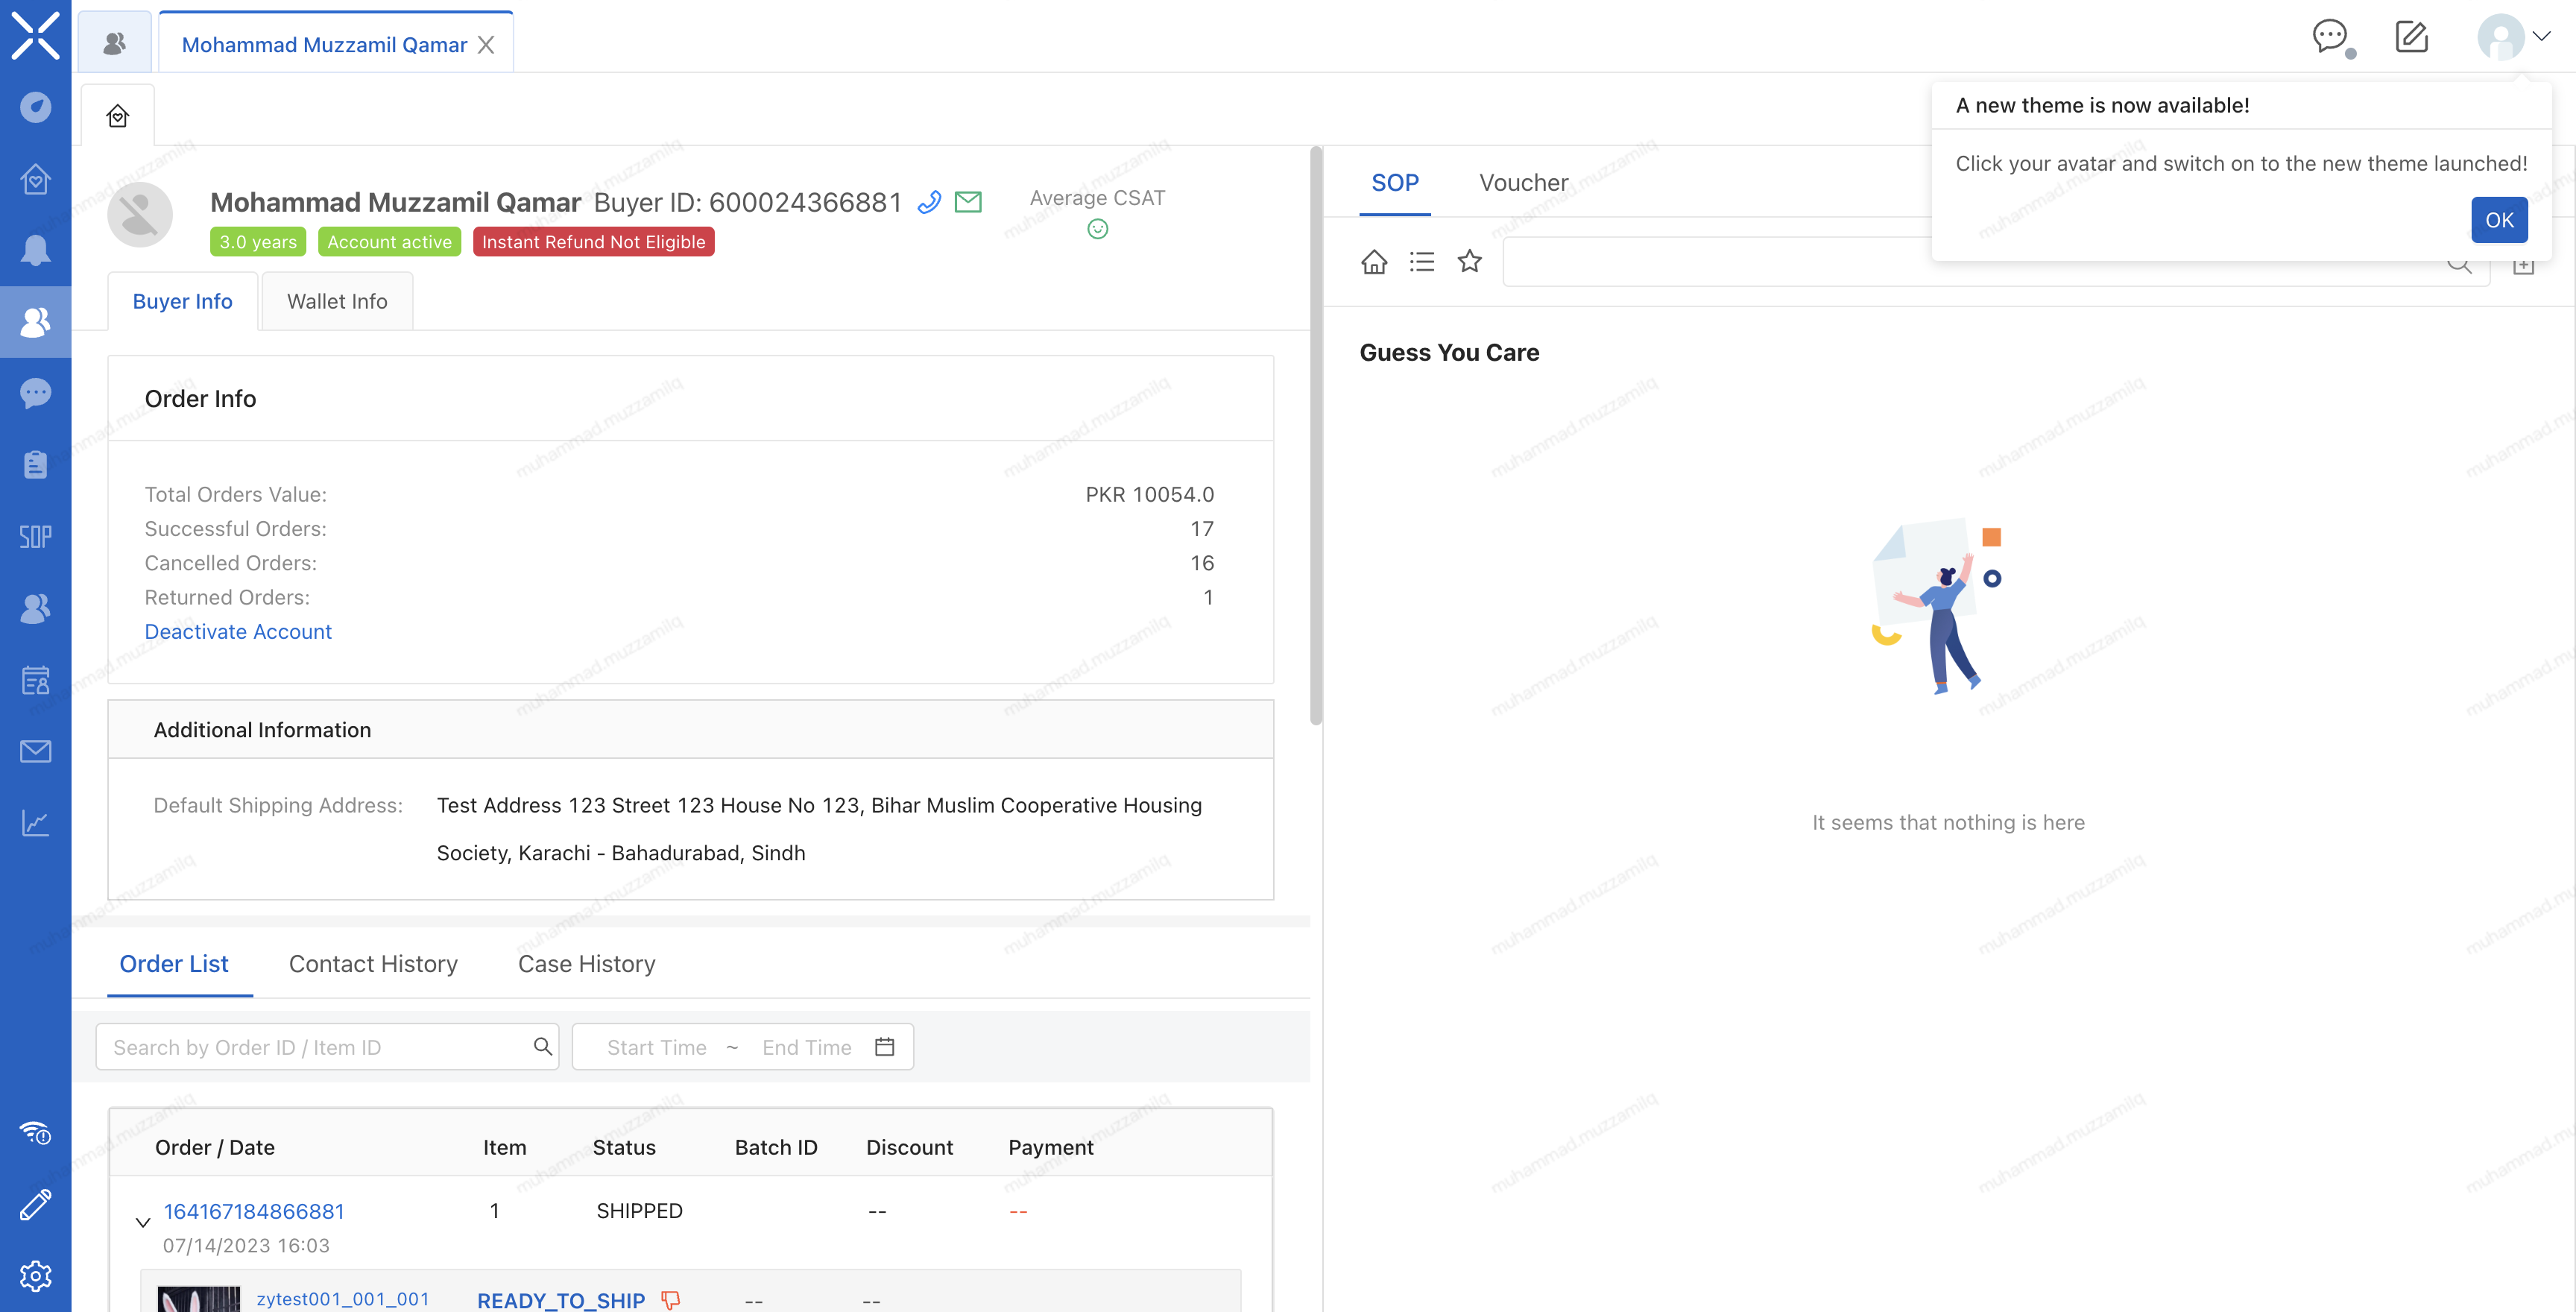 Mohammad Muzzamil Qamar
A new theme is now available!
Click your avatar and switch on to the new theme launched!
OK
Mohammad Muzzamil Qamar Buyer ID: 600024366881
Average CSAT
3.0 years Account active Instant Refund Not Eligible
SOP Voucher
Buyer Info Wallet Info
Guess You Care
Order Info
Total Orders Value: PKR 10054.0
Successful Orders: 17
Cancelled Orders: 16
Returned Orders: 1
Deactivate Account
SOP
Additional Information
Default Shipping Address: Test Address 123 Street 123 House No 123, Bihar Muslim Cooperative Housing
Society, Karachi - Bahadurabad, Sindh
It seems that nothing is here
Order List Contact History Case History
Search by Order ID / Item ID Start Time ~ End Time
Order / Date Item Status Batch ID Discount Payment
164167184866881 1 SHIPPED -- --
07/14/2023 16:03
zytest001_001_001 READY_TO_SHIP -- --
muhammad.muzzamilq